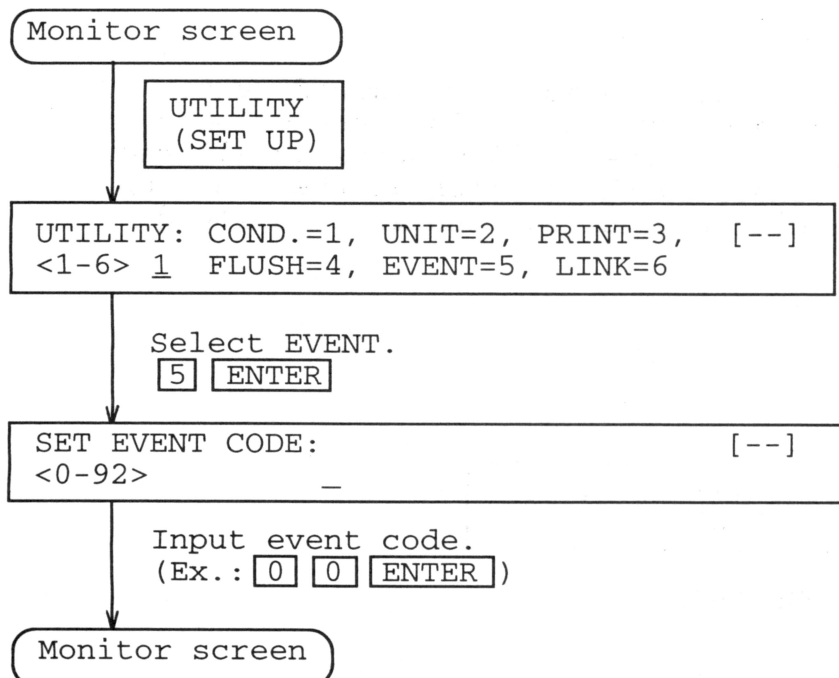 Monitor screen
UTILITY
(SET UP)
UTILITY: COND.=1, UNIT=2, PRINT=3, [--]
<1-6> 1 FLUSH=4, EVENT=5, LINK=6
Select EVENT.
5 ENTER
SET EVENT CODE: [--]
<0-92> _
Input event code.
(Ex.: 0 0 ENTER )
Monitor screen